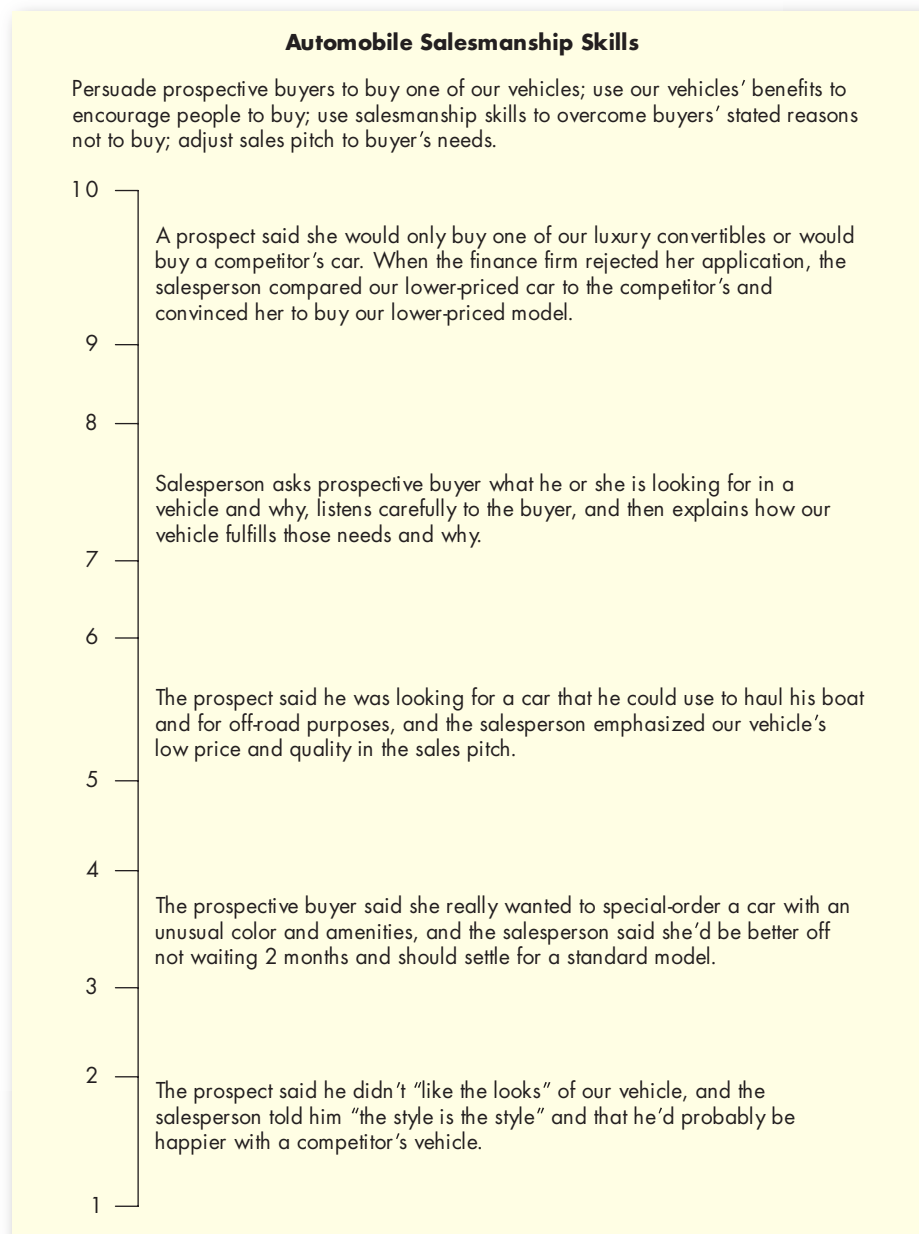 Automobile Salesmanship Skills
Persuade prospective buyers to buy one of our vehicles; use our vehicles’ benefits to
encourage people to buy; use salesmanship skills to overcome buyers’ stated reasons
not to buy; adjust sales pitch to buyer’s needs.
10
A prospect said she would only buy one of our luxury convertibles or would
buy a competitor’s car. When the finance firm rejected her application, the
salesperson compared our lower-priced car to the competitor’s and
convinced her to buy our lower-priced model.
9
8
Salesperson asks prospective buyer what he or she is looking for in a
vehicle and why, listens carefully to the buyer, and then explains how our
vehicle fulfills those needs and why.
7
6
The prospect said he was looking for a car that he could use to haul his boat
and for off-road purposes, and the salesperson emphasized our vehicle’s
low price and quality in the sales pitch.
5
4
The prospective buyer said she really wanted to special-order a car with an
unusual color and amenities, and the salesperson said she’d be better off
not waiting 2 months and should settle for a standard model.
3
2
The prospect said he didn’t “like the looks” of our vehicle, and the
salesperson told him “the style is the style” and that he’d probably be
happier with a competitor’s vehicle.
1